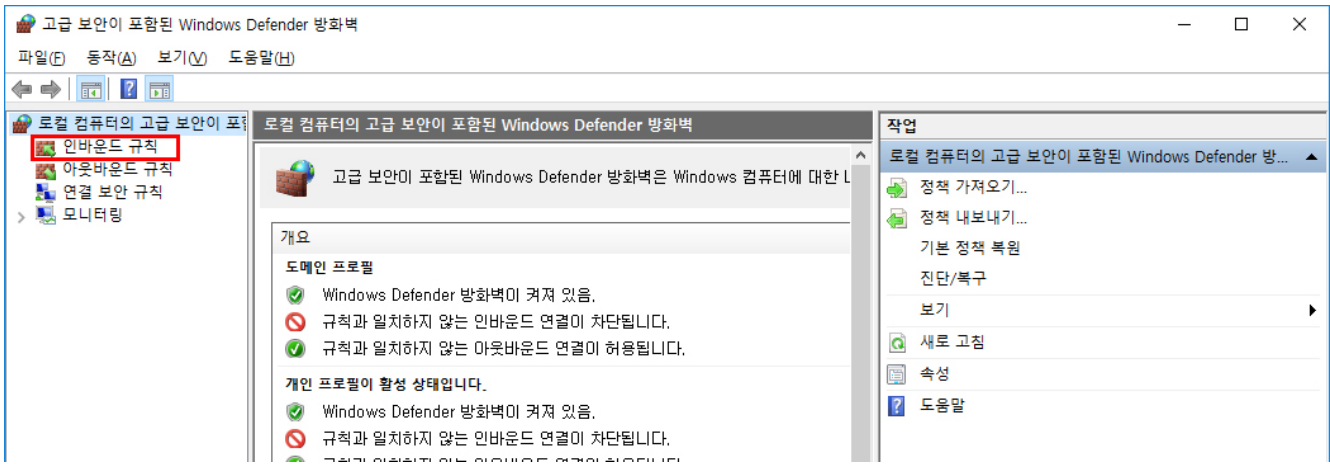 고급 보안이 포함된 Windows Defender 방화벽
파일(F) 동작(A) 보기(V) 도움말(H)
로컬 컴퓨터의 고급 보안이 포함
인바운드 규칙
아웃바운드 규칙
연결 보안 규칙
모니터링
로컬 컴퓨터의 고급 보안이 포함된 Windows Defender 방화벽
고급 보안이 포함된 Windows Defender 방화벽은 Windows 컴퓨터에 대한
개요
도메인 프로필
Windows Defender 방화벽이 켜져 있음.
규칙과 일치하지 않는 인바운드 연결이 차단됩니다.
규칙과 일치하지 않는 아웃바운드 연결이 허용됩니다.
개인 프로필이 활성 상태입니다.
Windows Defender 방화벽이 켜져 있음.
규칙과 일치하지 않는 인바운드 연결이 차단됩니다.
작업
로컬 컴퓨터의 고급 보안이 포함된 Windows Defender 방...
정책 가져오기...
정책 내보내기...
기본 정책 복원
진단/복구
보기
새로 고침
속성
도움말